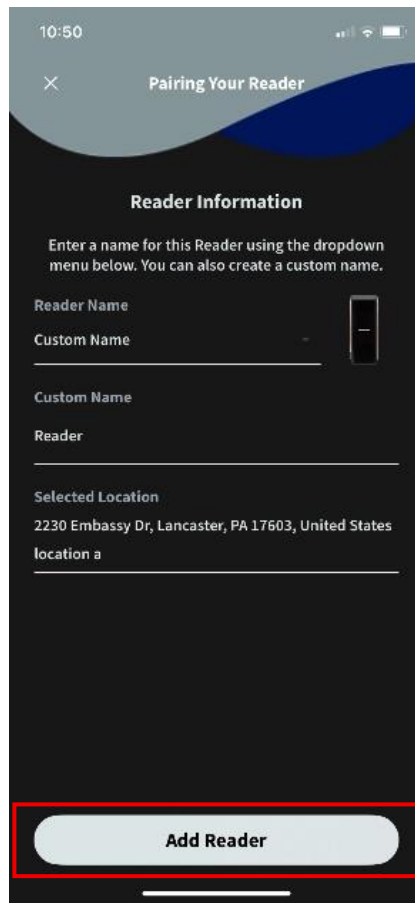 10:50
Pairing Your Reader
Reader Information
Enter a name for this Reader using the dropdown
menu below. You can also create a custom name.
Reader Name
Custom Name
Custom Name
Reader
Selected Location
2230 Embassy Dr, Lancaster, PA 17603, United States
location a
Add Reader